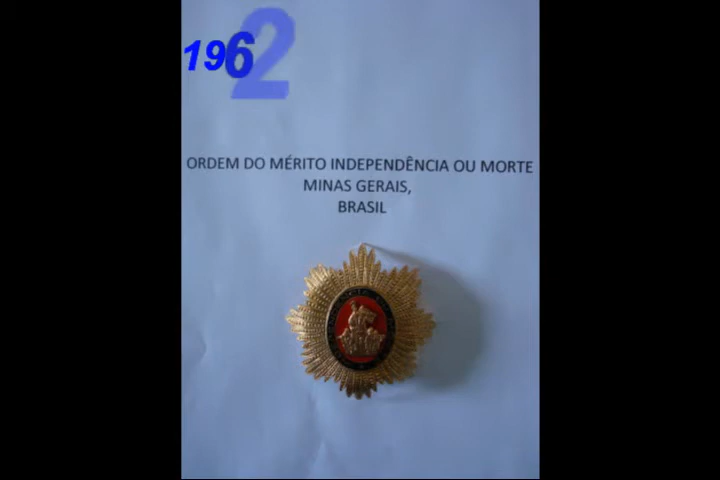 1962
ORDEM DO MÉRITO INDEPENDÊNCIA OU MORTE
MINAS GERAIS,
BRASIL